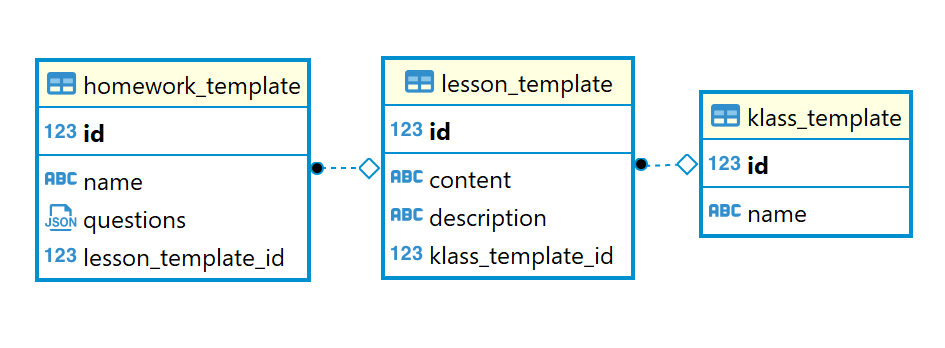 homework_template
123 id
ABC name
JSON questions
123 lesson_template_id
lesson_template
123 id
ABC content
ABC description
123 klass_template_id
klass_template
123 id
ABC name